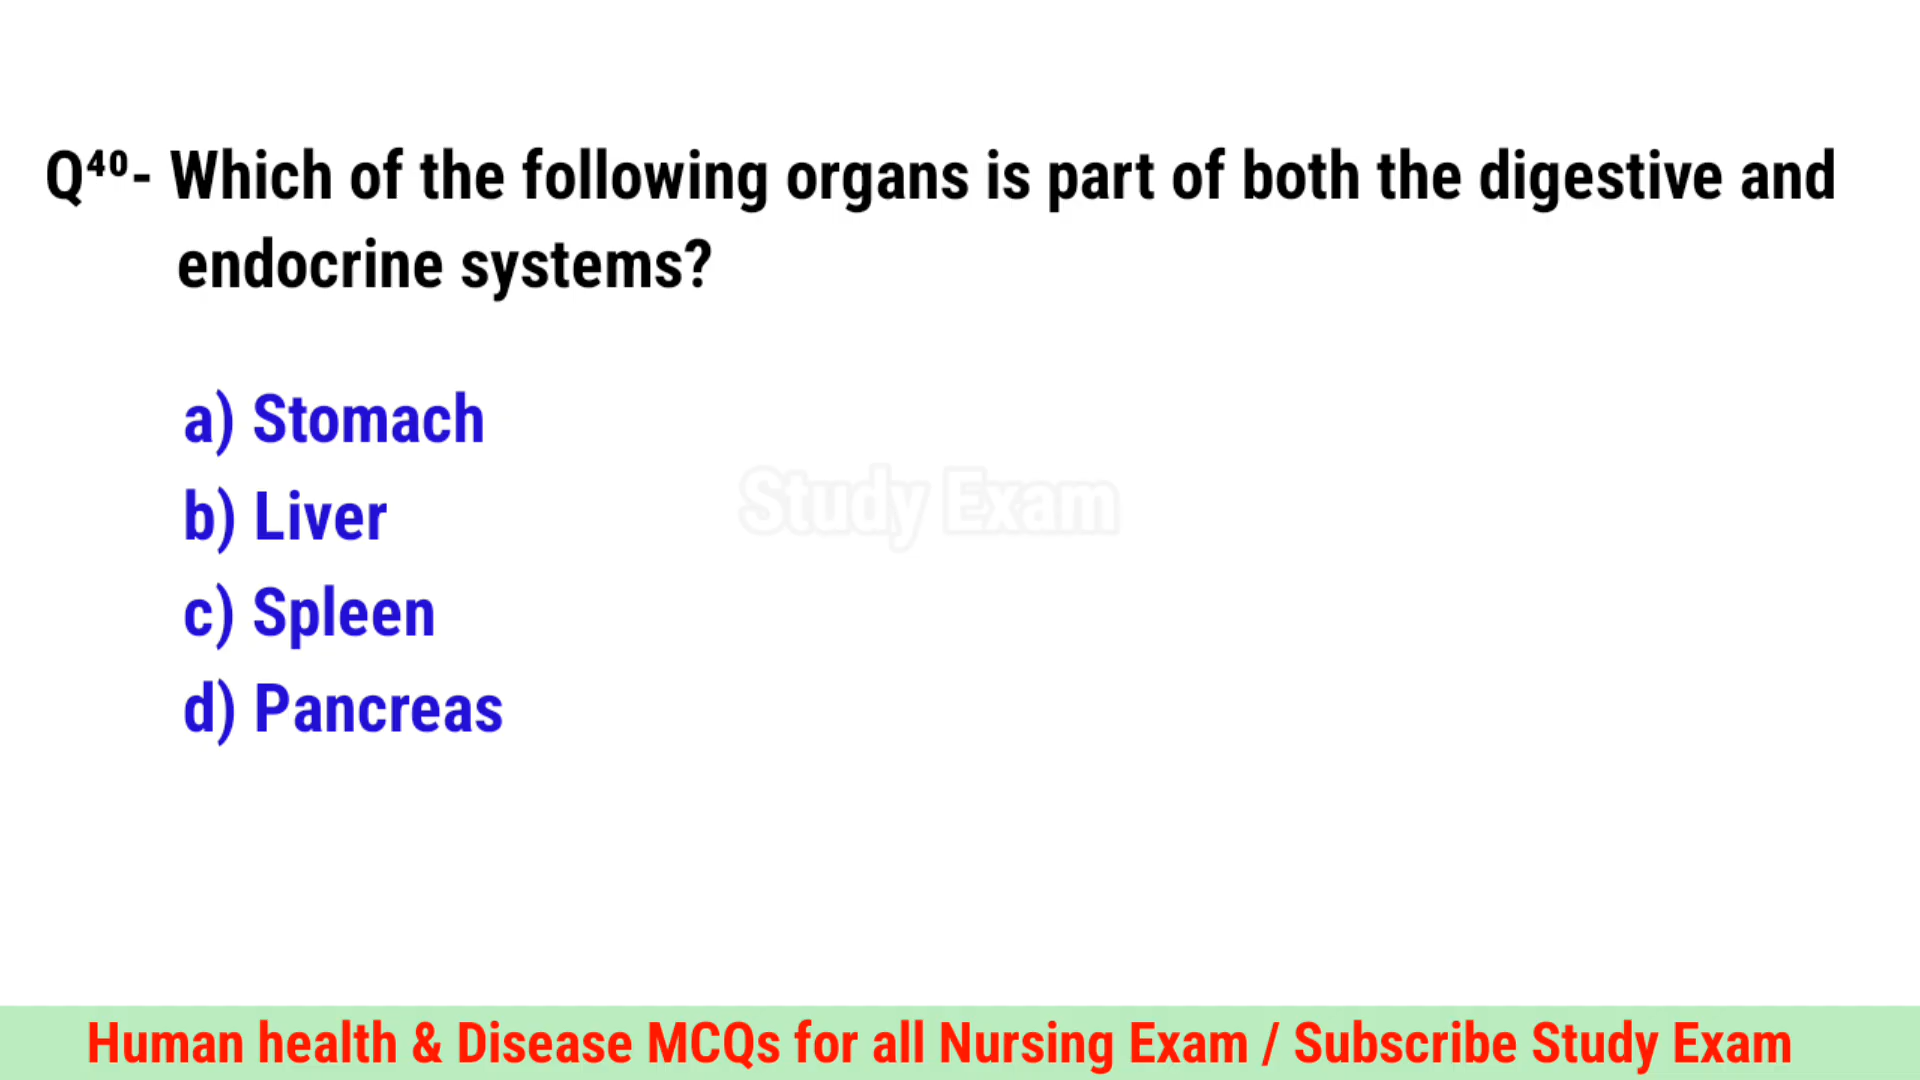 Q⁴⁰- Which of the following organs is part of both the digestive and
endocrine systems?
a) Stomach
b) Liver
c) Spleen
d) Pancreas
Study Exam
Human health & Disease MCQs for all Nursing Exam / Subscribe Study Exam